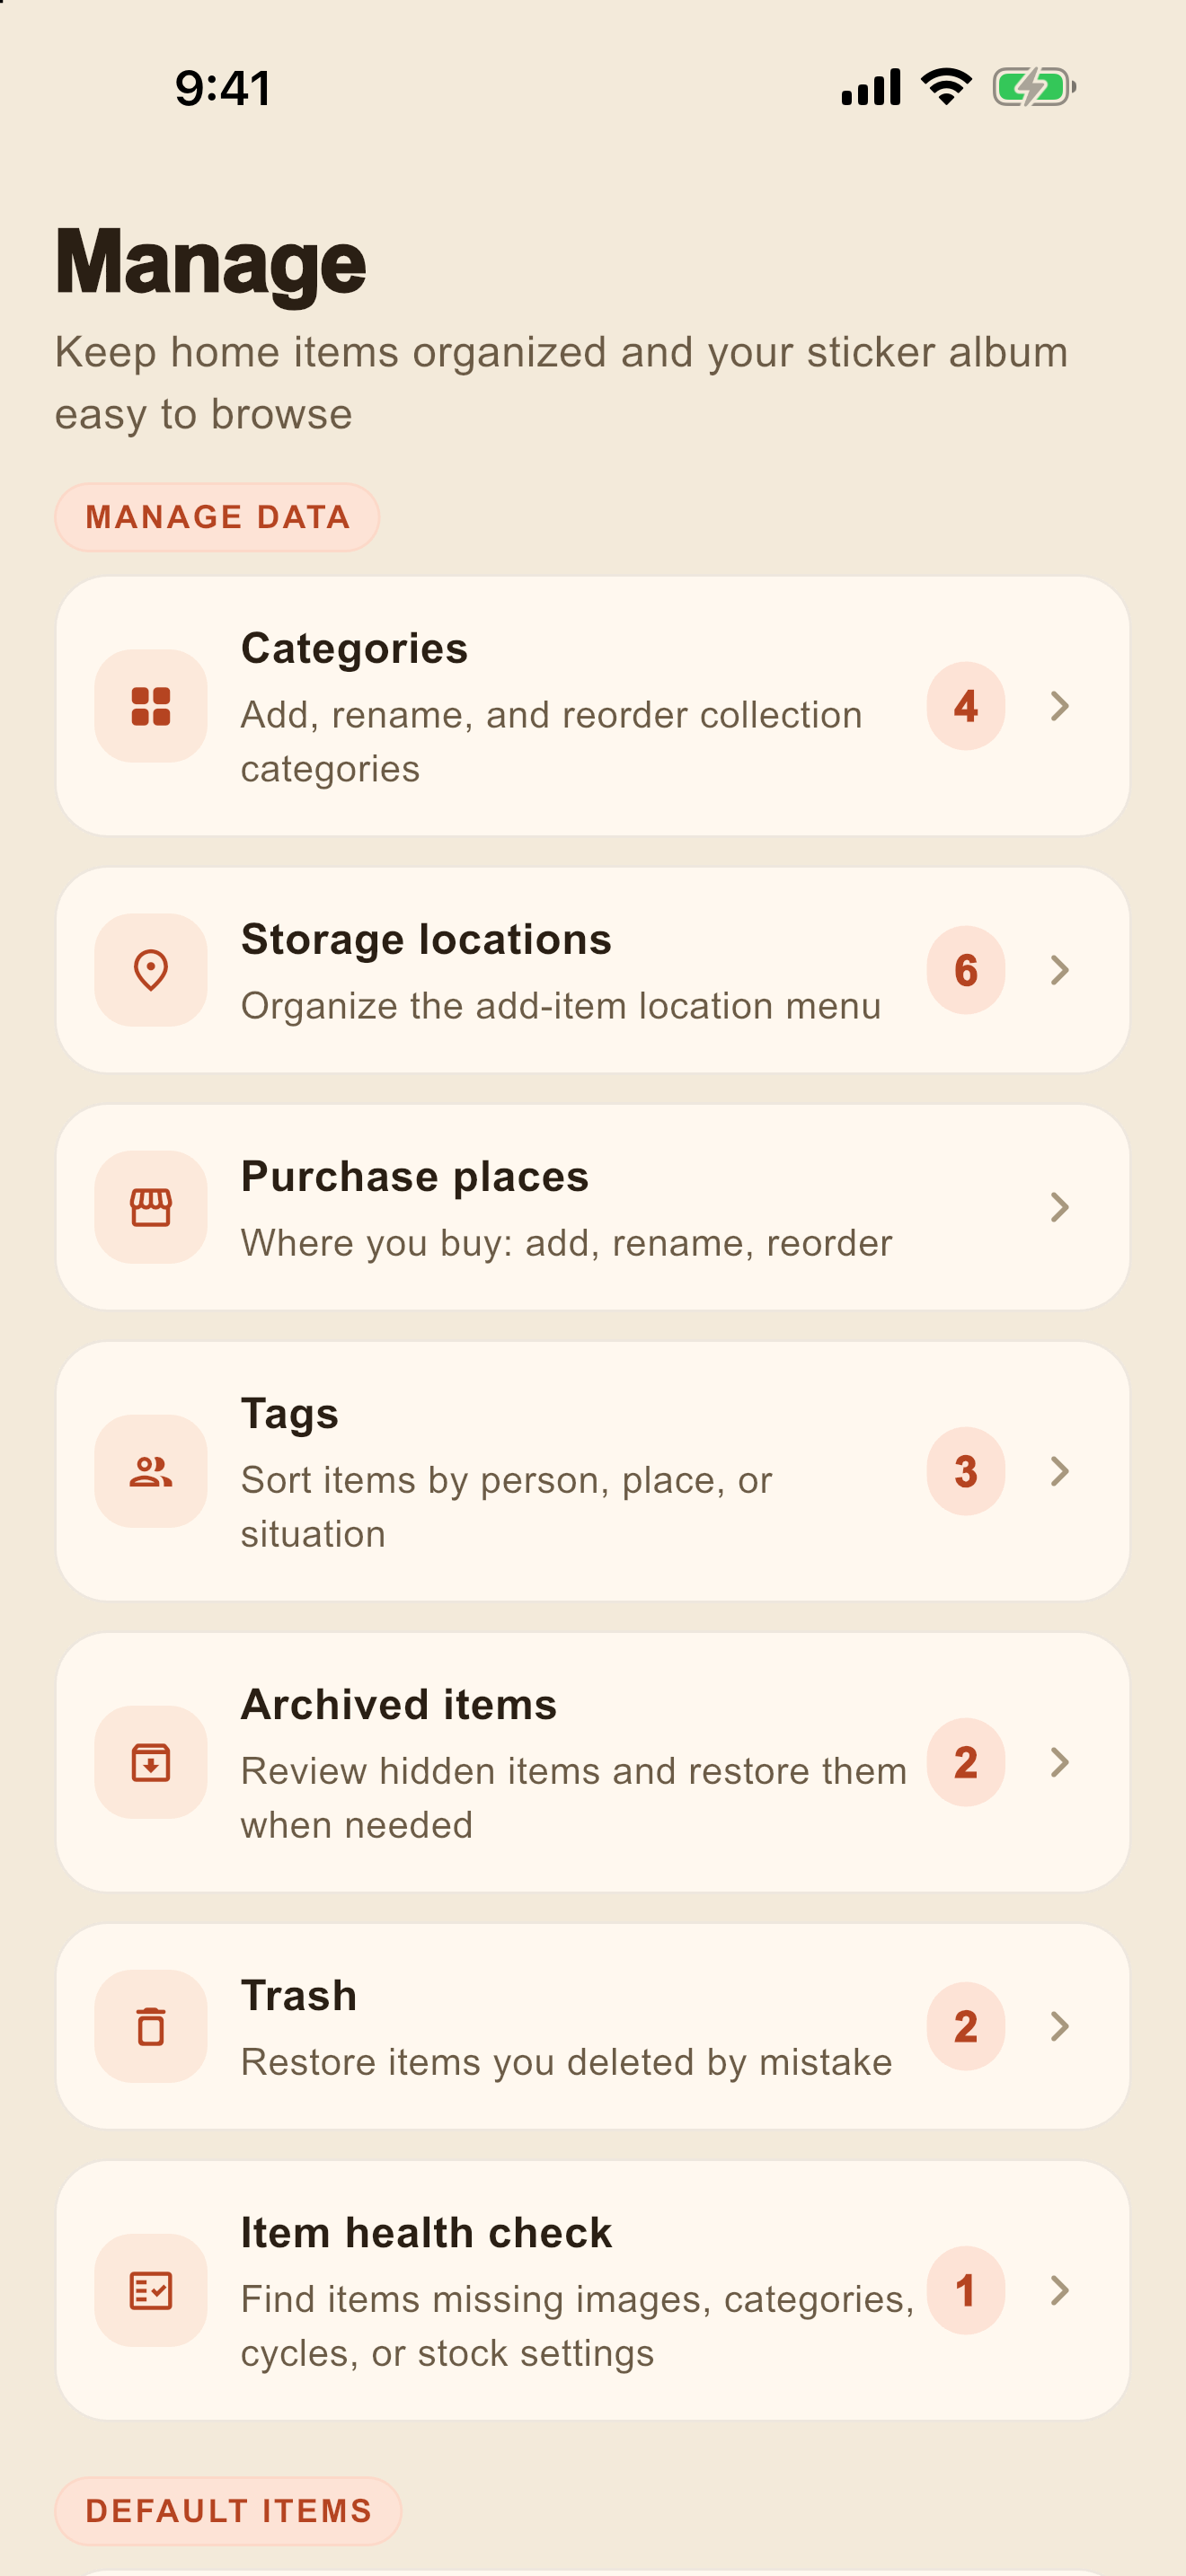 9:41
Manage
Keep home items organized and your sticker album
easy to browse
MANAGE DATA
Categories
Add, rename, and reorder collection
categories
4
Storage locations
Organize the add-item location menu
6
Purchase places
Where you buy: add, rename, reorder
Tags
Sort items by person, place, or
situation
3
Archived items
Review hidden items and restore them
when needed
2
Trash
Restore items you deleted by mistake
2
Item health check
Find items missing images, categories,
cycles, or stock settings
1
DEFAULT ITEMS